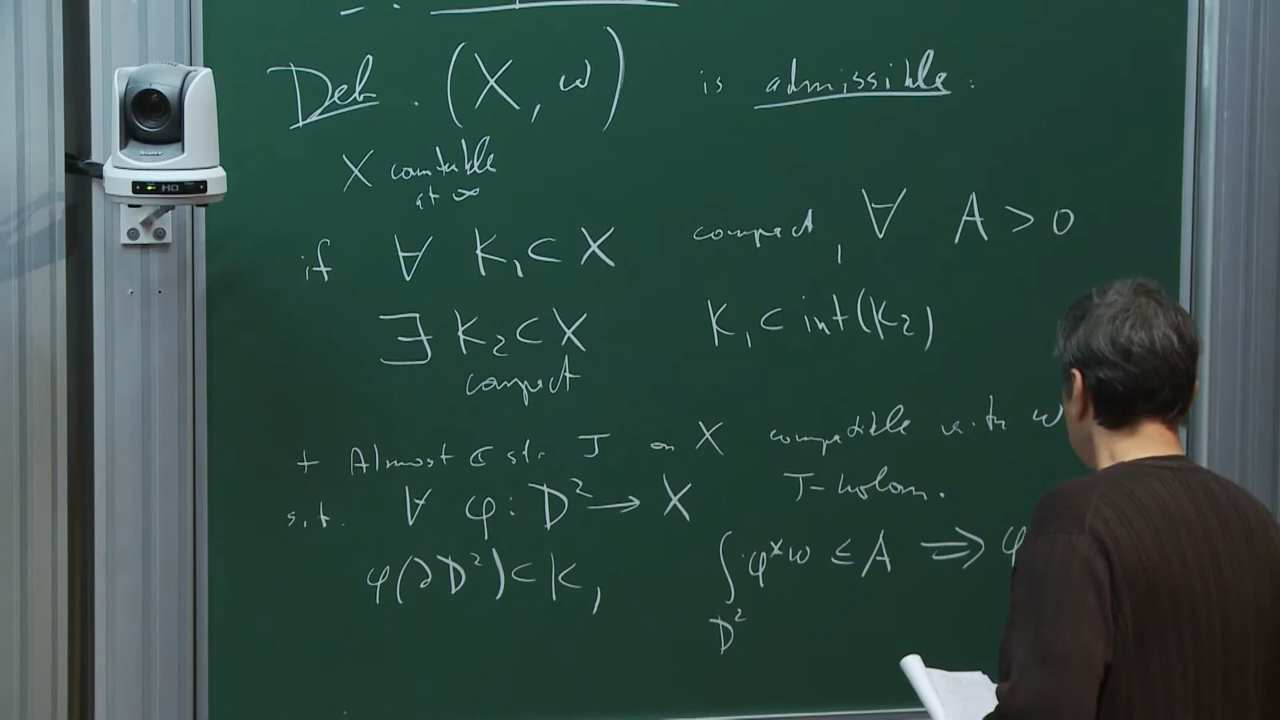 Def. (X, ω) is admissible:
X countable
at ∞
if ∀ K₁ ⊂ X compact, ∀ A > 0
∃ K₂ ⊂ X K₁ ⊂ int(K₂)
compact
+ Almost ℂ str. J on X compatible with ω
s.t. ∀ φ: D² → X J-holom.
φ(∂D²) ⊂ K₁ ∫_{D²} φ*ω ≤ A ⇒ φ